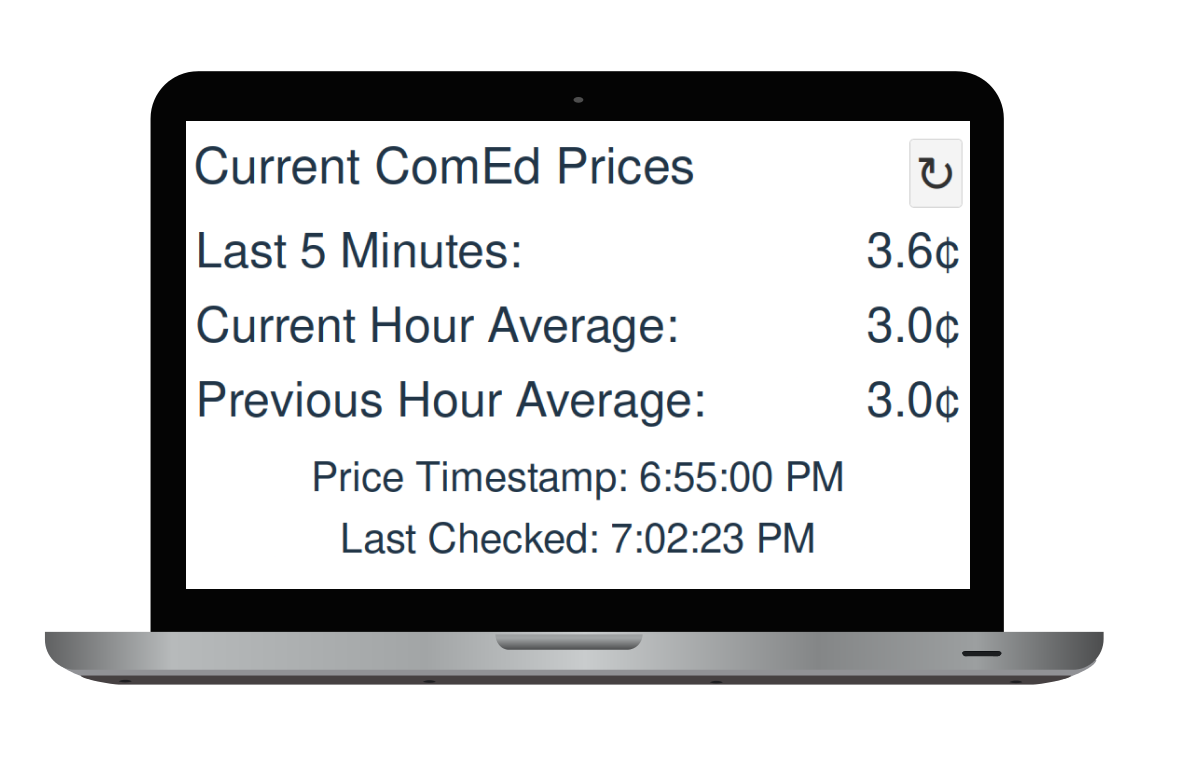 Current ComEd Prices ↻
Last 5 Minutes: 3.6¢
Current Hour Average: 3.0¢
Previous Hour Average: 3.0¢
Price Timestamp: 6:55:00 PM
Last Checked: 7:02:23 PM